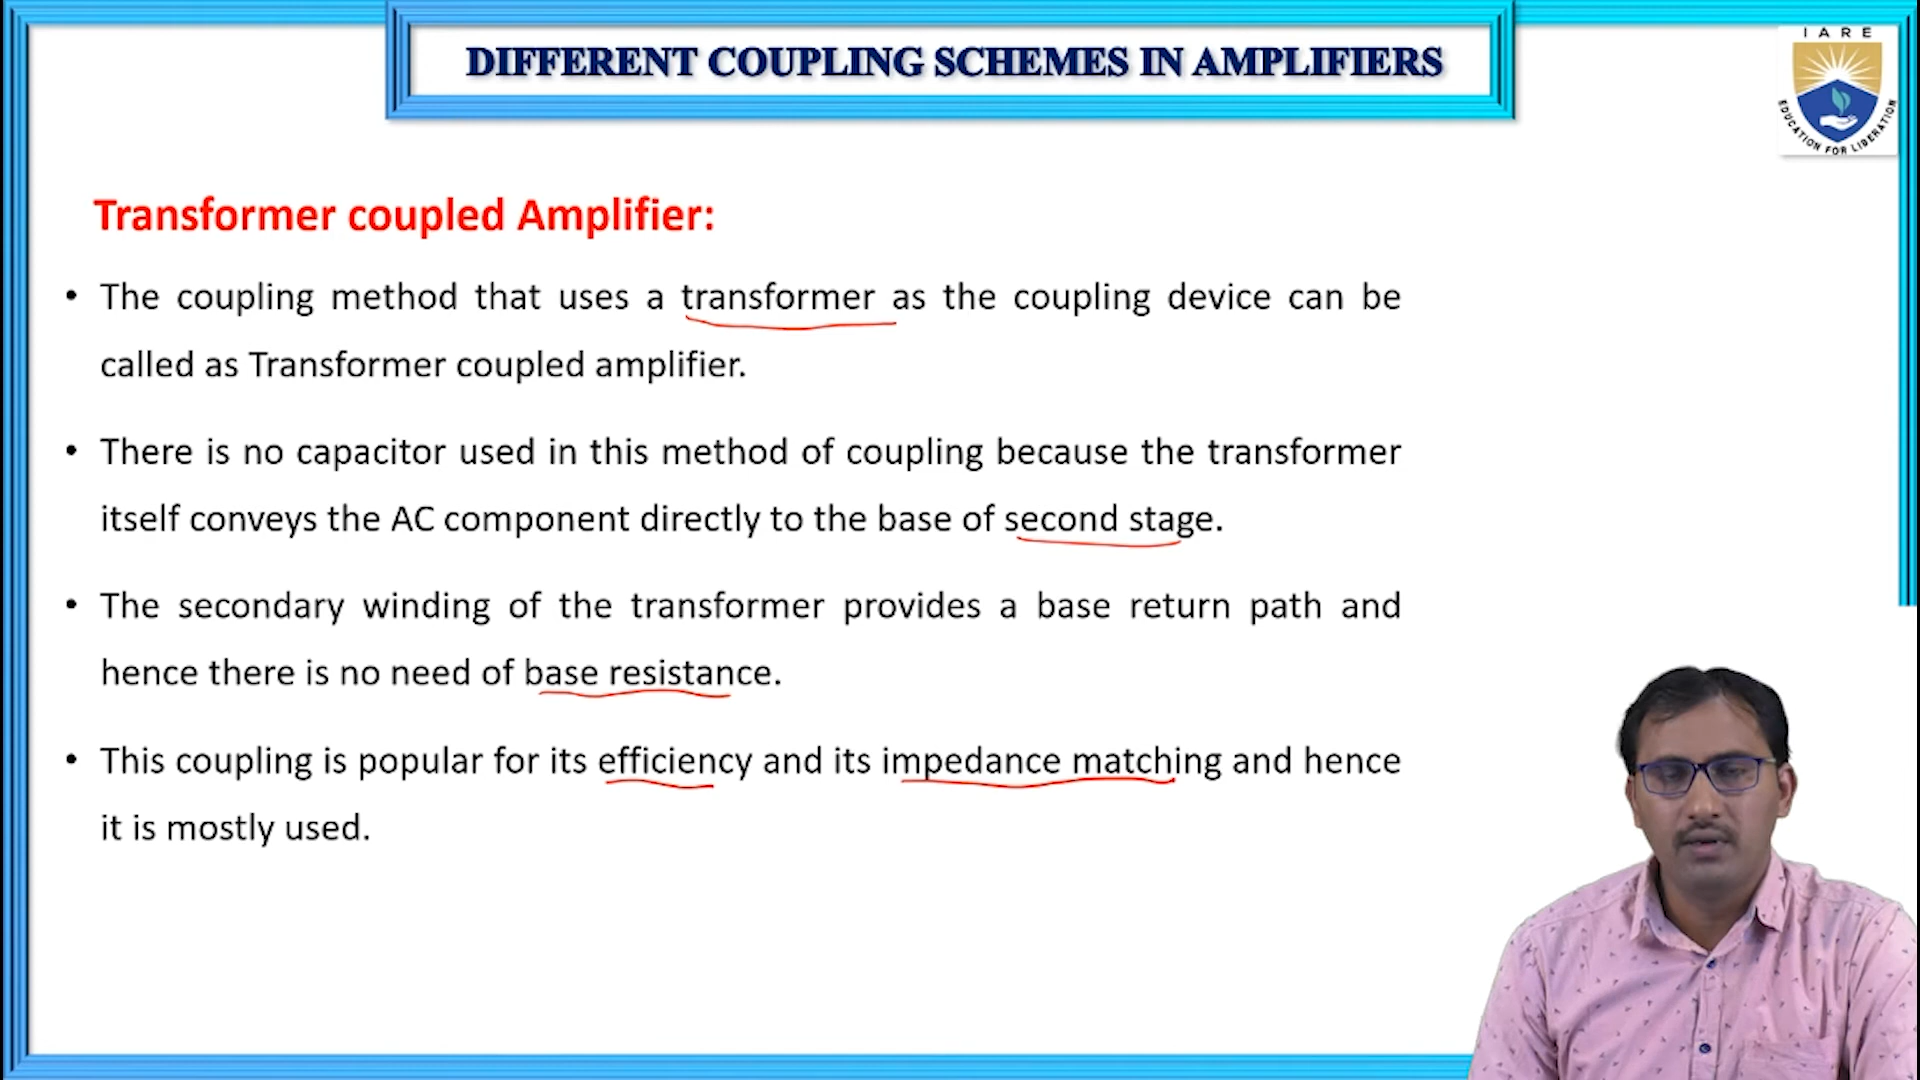 DIFFERENT COUPLING SCHEMES IN AMPLIFIERS
IARE
EDUCATION FOR LIBERATION
Transformer coupled Amplifier:
• The coupling method that uses a transformer as the coupling device can be
called as Transformer coupled amplifier.
• There is no capacitor used in this method of coupling because the transformer
itself conveys the AC component directly to the base of second stage.
• The secondary winding of the transformer provides a base return path and
hence there is no need of base resistance.
• This coupling is popular for its efficiency and its impedance matching and hence
it is mostly used.